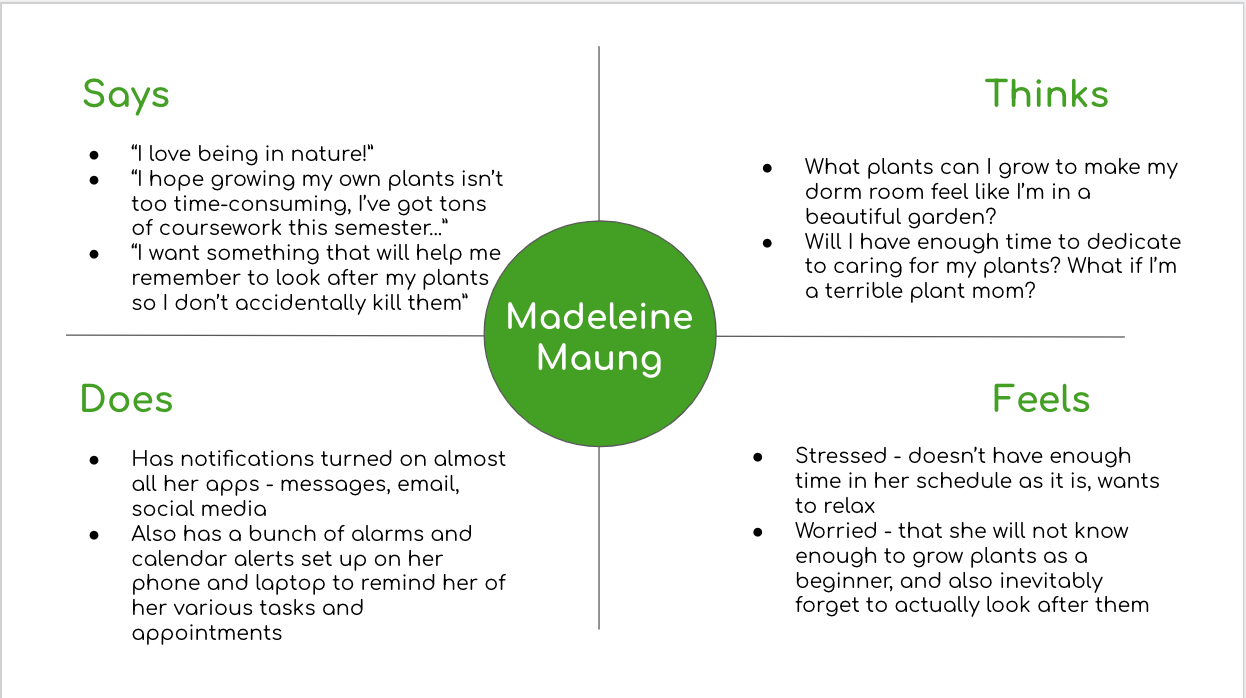 Says
● “I love being in nature!”
● “I hope growing my own plants isn’t
too time-consuming, I’ve got tons
of coursework this semester...”
● “I want something that will help me
remember to look after my plants
so I don’t accidentally kill them”
Thinks
● What plants can I grow to make my
dorm room feel like I’m in a
beautiful garden?
● Will I have enough time to dedicate
to caring for my plants? What if I’m
a terrible plant mom?
Madeleine
Maung
Does
● Has notifications turned on almost
all her apps - messages, email,
social media
● Also has a bunch of alarms and
calendar alerts set up on her
phone and laptop to remind her of
her various tasks and
appointments
Feels
● Stressed - doesn’t have enough
time in her schedule as it is, wants
to relax
● Worried - that she will not know
enough to grow plants as a
beginner, and also inevitably
forget to actually look after them